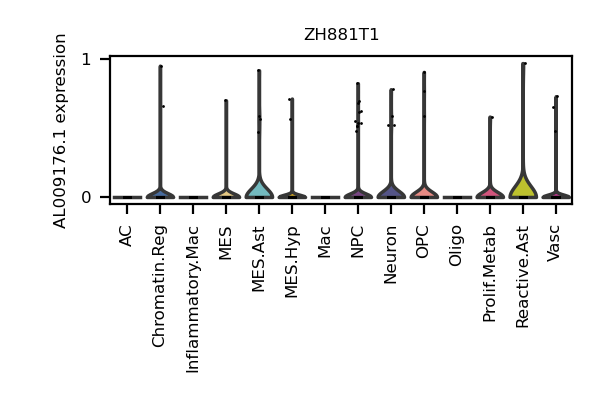 ZH881T1
AL009176.1 expression
1
0
AC
Chromatin.Reg
Inflammatory.Mac
MES
MES.Ast
MES.Hyp
Mac
NPC
Neuron
OPC
Oligo
Prolif.Metab
Reactive.Ast
Vasc